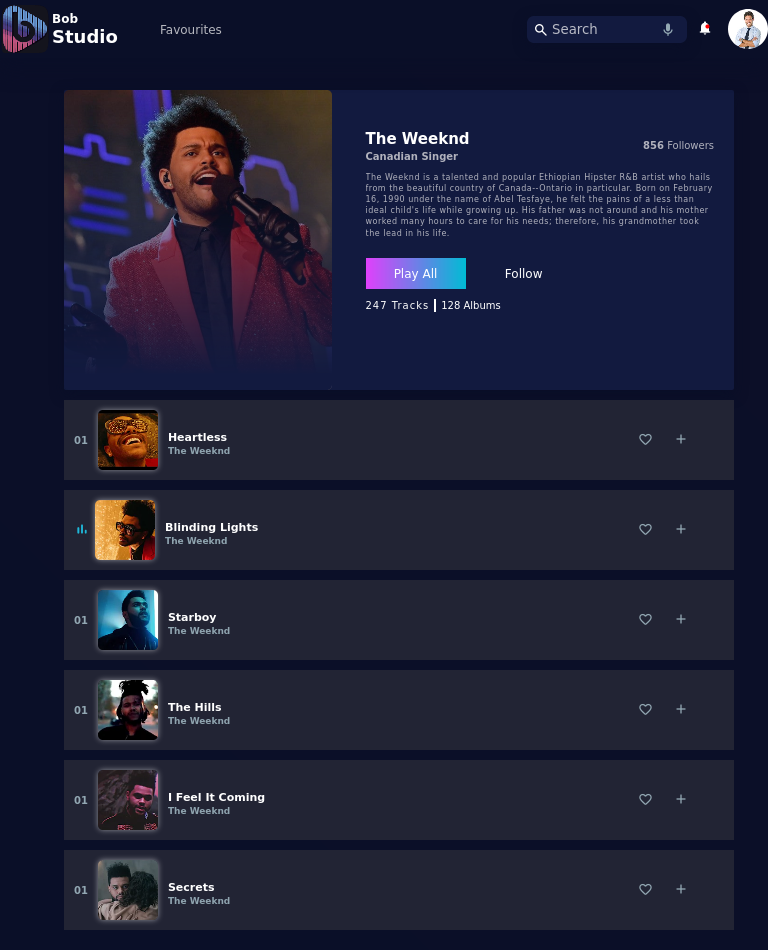 Bob
Studio
Favourites
Search
The Weeknd
Canadian Singer
856 Followers
The Weeknd is a talented and popular Ethiopian Hipster R&B artist who hails
from the beautiful country of Canada--Ontario in particular. Born on February
16, 1990 under the name of Abel Tesfaye, he felt the pains of a less than
ideal child's life while growing up. His father was not around and his mother
worked many hours to care for his needs; therefore, his grandmother took
the lead in his life.
Play All
Follow
247 Tracks
128 Albums
01
Heartless
The Weeknd
Blinding Lights
The Weeknd
01
Starboy
The Weeknd
01
The Hills
The Weeknd
01
I Feel It Coming
The Weeknd
01
Secrets
The Weeknd